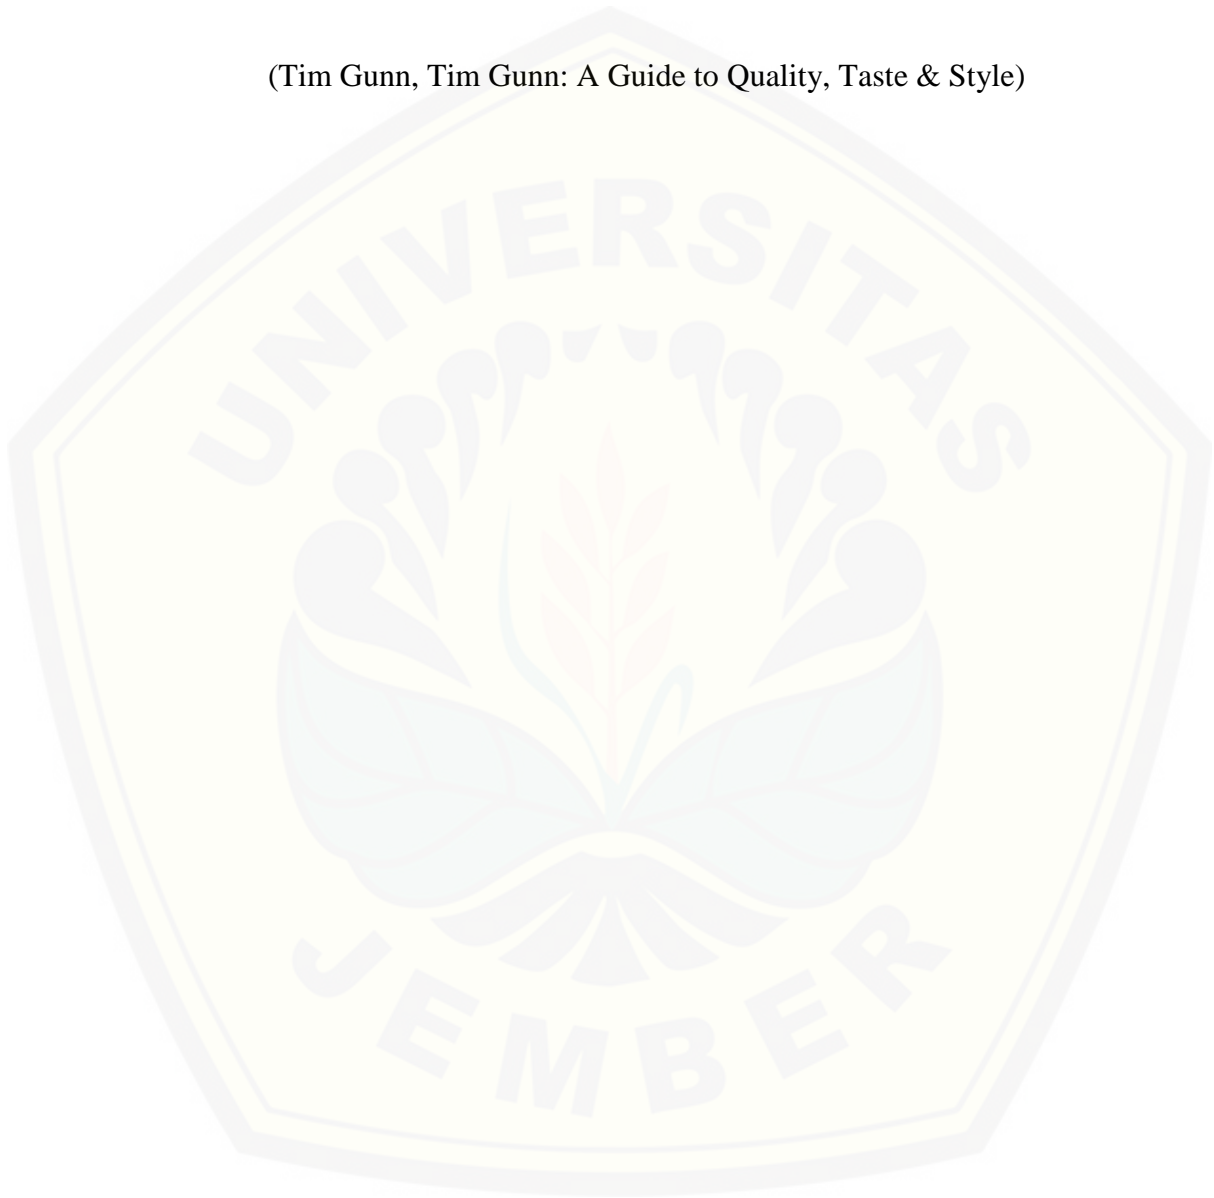 (Tim Gunn, Tim Gunn: A Guide to Quality, Taste & Style)
UNIVERSITAS
JEMBER